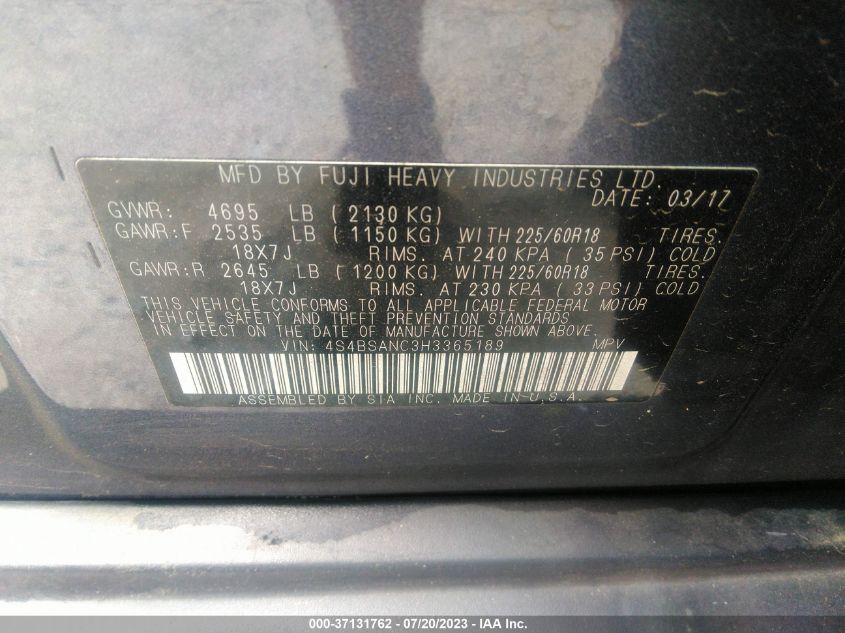 MFD BY FUJI HEAVY INDUSTRIES LTD.
DATE: 03/17
GVWR: 4695 LB (2130 KG)
GAWR:F 2535 LB (1150 KG) WITH 225/60R18 TIRES.
18X7J RIMS. AT 240 KPA (35 PSI) COLD
GAWR:R 2645 LB (1200 KG) WITH 225/60R18 TIRES.
18X7J RIMS. AT 230 KPA (33 PSI) COLD
THIS VEHICLE CONFORMS TO ALL APPLICABLE FEDERAL MOTOR
VEHICLE SAFETY AND THEFT PREVENTION STANDARDS
IN EFFECT ON THE DATE OF MANUFACTURE SHOWN ABOVE.
VIN: 4S4BSANC3H3365189 MPV
ASSEMBLED BY SIA INC. MADE IN U.S.A.
000-37131762 - 07/20/2023 - IAA Inc.